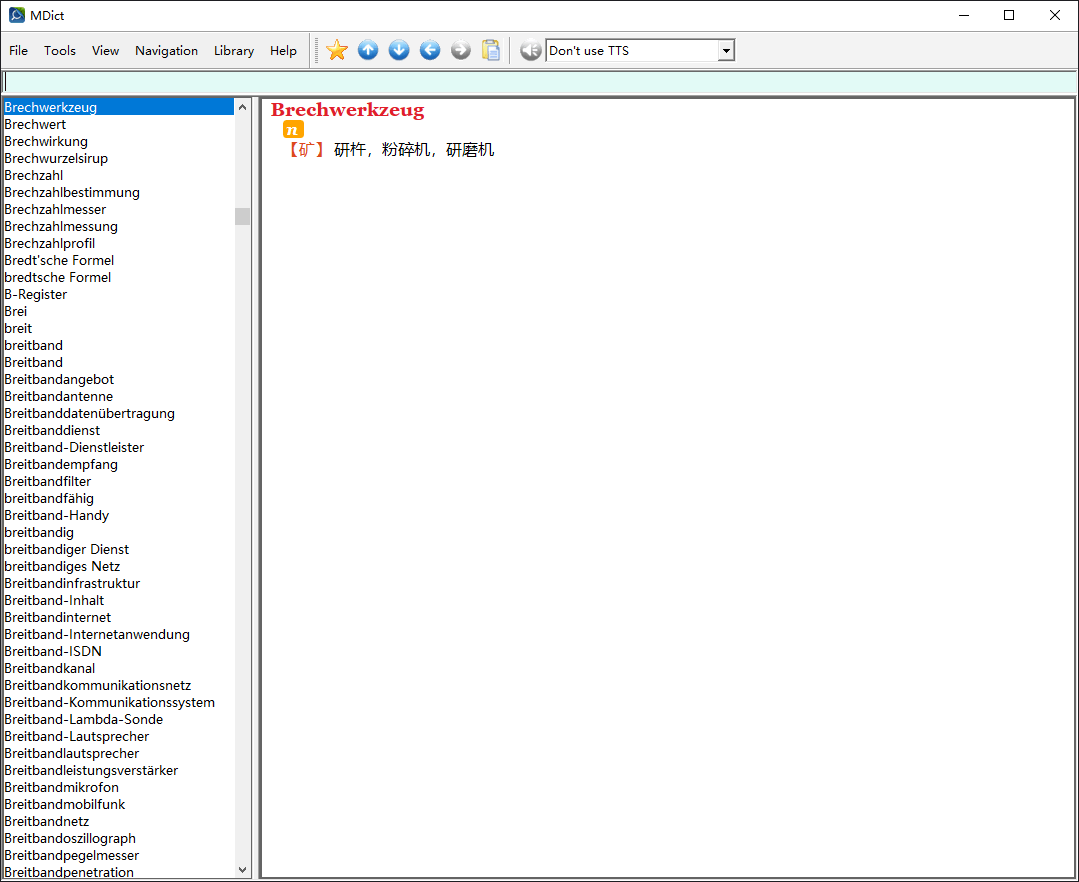 MDict
File Tools View Navigation Library Help Don't use TTS
Brechwerkzeug
Brechwert
Brechwirkung
Brechwurzelsirup
Brechzahl
Brechzahlbestimmung
Brechzahlmesser
Brechzahlmessung
Brechzahlprofil
Bredt'sche Formel
bredtsche Formel
B-Register
Brei
breit
breitband
Breitband
Breitbandangebot
Breitbandantenne
Breitbanddatenübertragung
Breitbanddienst
Breitband-Dienstleister
Breitbandempfang
Breitbandfilter
breitbandfähig
Breitband-Handy
breitbandig
breitbandiger Dienst
breitbandiges Netz
Breitbandinfrastruktur
Breitband-Inhalt
Breitbandinternet
Breitband-Internetanwendung
Breitband-ISDN
Breitbandkanal
Breitbandkommunikationsnetz
Breitband-Kommunikationssystem
Breitband-Lambda-Sonde
Breitband-Lautsprecher
Breitbandlautsprecher
Breitbandleistungsverstärker
Breitbandmikrofon
Breitbandmobilfunk
Breitbandnetz
Breitbandoszillograph
Breitbandpegelmesser
Breitbandpenetration
Brechwerkzeug
n
【矿】研杵，粉碎机，研磨机